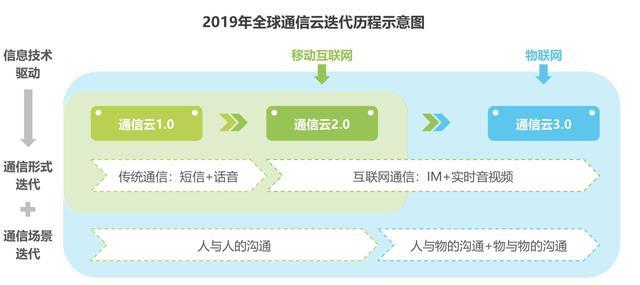 2019年全球通信云迭代历程示意图
信息技术
驱动
移动互联网
物联网
通信云1.0
通信云2.0
通信云3.0
通信形式
迭代
传统通信：短信+话音
互联网通信：IM+实时音视频
通信场景
迭代
人与人的沟通
人与物的沟通+物与物的沟通